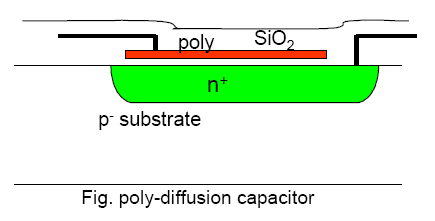 poly SiO₂
n⁺
p⁻ substrate
Fig. poly-diffusion capacitor